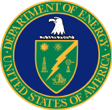 DEPARTMENT OF ENERGY
UNITED STATES OF AMERICA